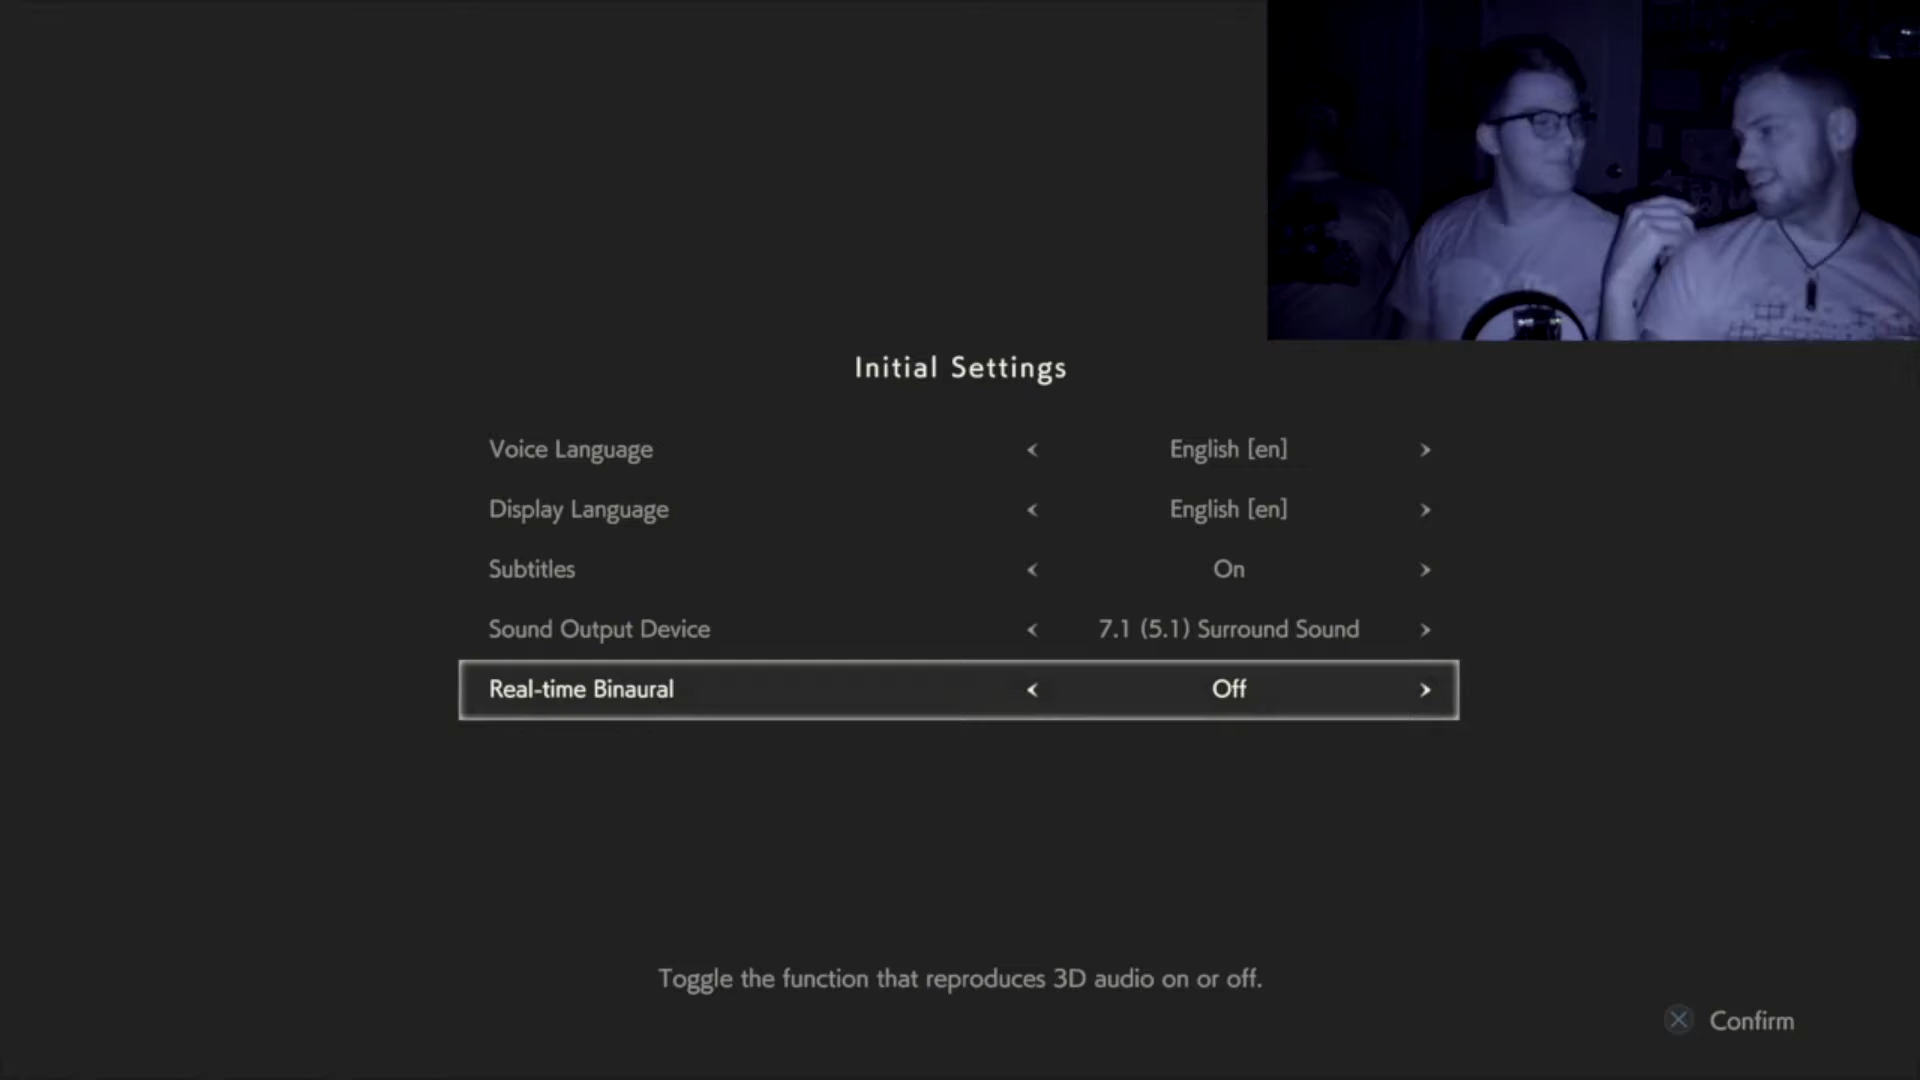 Initial Settings
Voice Language < English [en] >
Display Language < English [en] >
Subtitles < On >
Sound Output Device < 7.1 (5.1) Surround Sound >
Real-time Binaural < Off >
Toggle the function that reproduces 3D audio on or off.
Confirm